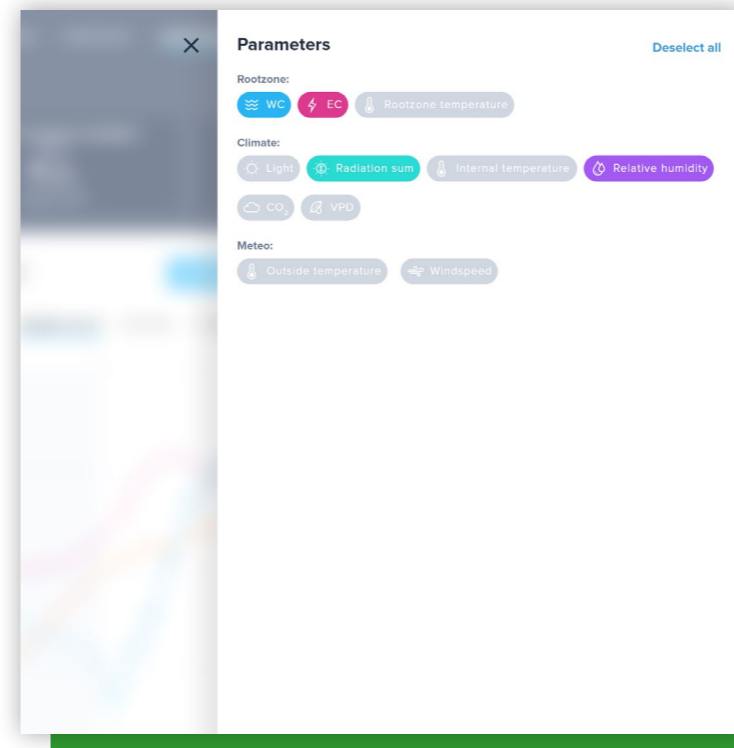 Parameters Deselect all
Rootzone:
WC EC Rootzone temperature
Climate:
Light Radiation sum Internal temperature Relative humidity
CO₂ VPD
Meteo:
Outside temperature Windspeed